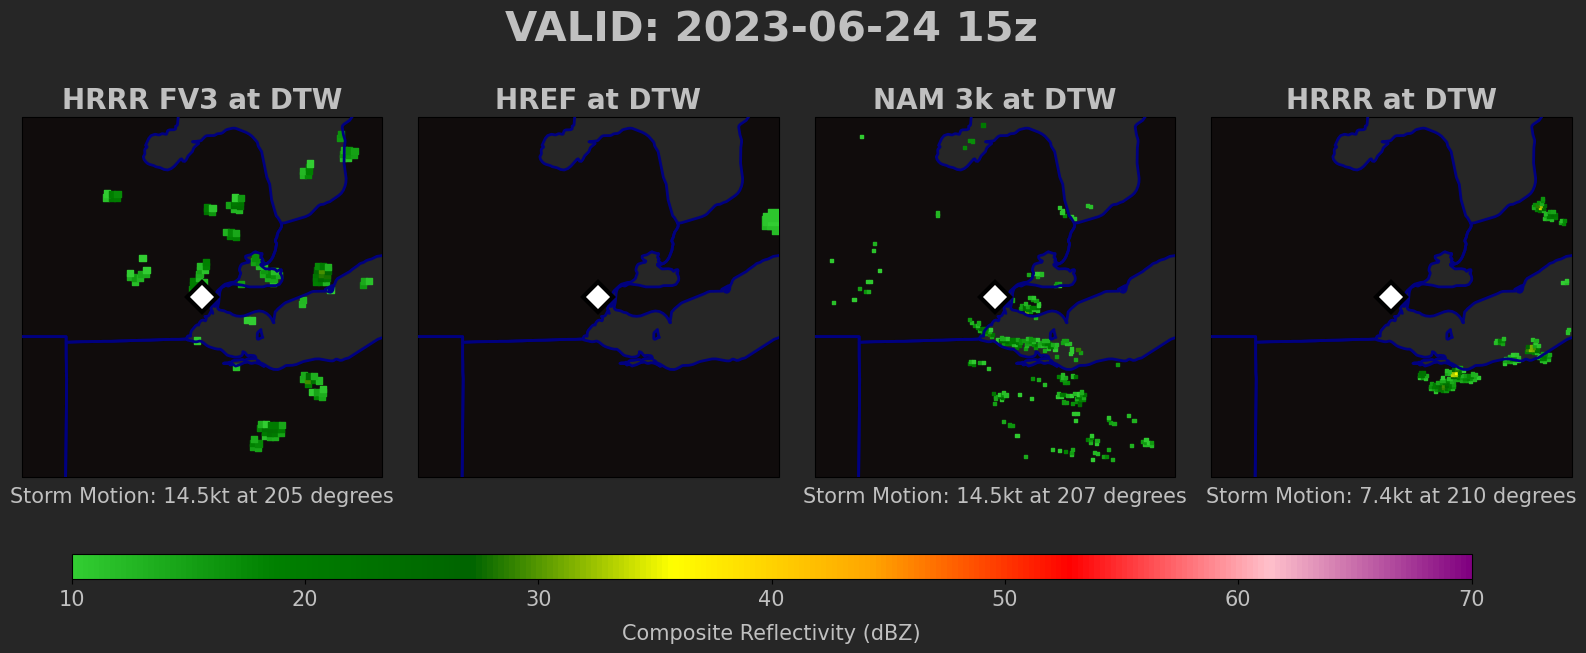 VALID: 2023-06-24 15z
HRRR FV3 at DTW
HREF at DTW
NAM 3k at DTW
HRRR at DTW
Storm Motion: 14.5kt at 205 degrees
Storm Motion: 14.5kt at 207 degrees
Storm Motion: 7.4kt at 210 degrees
10 20 30 40 50 60 70
Composite Reflectivity (dBZ)